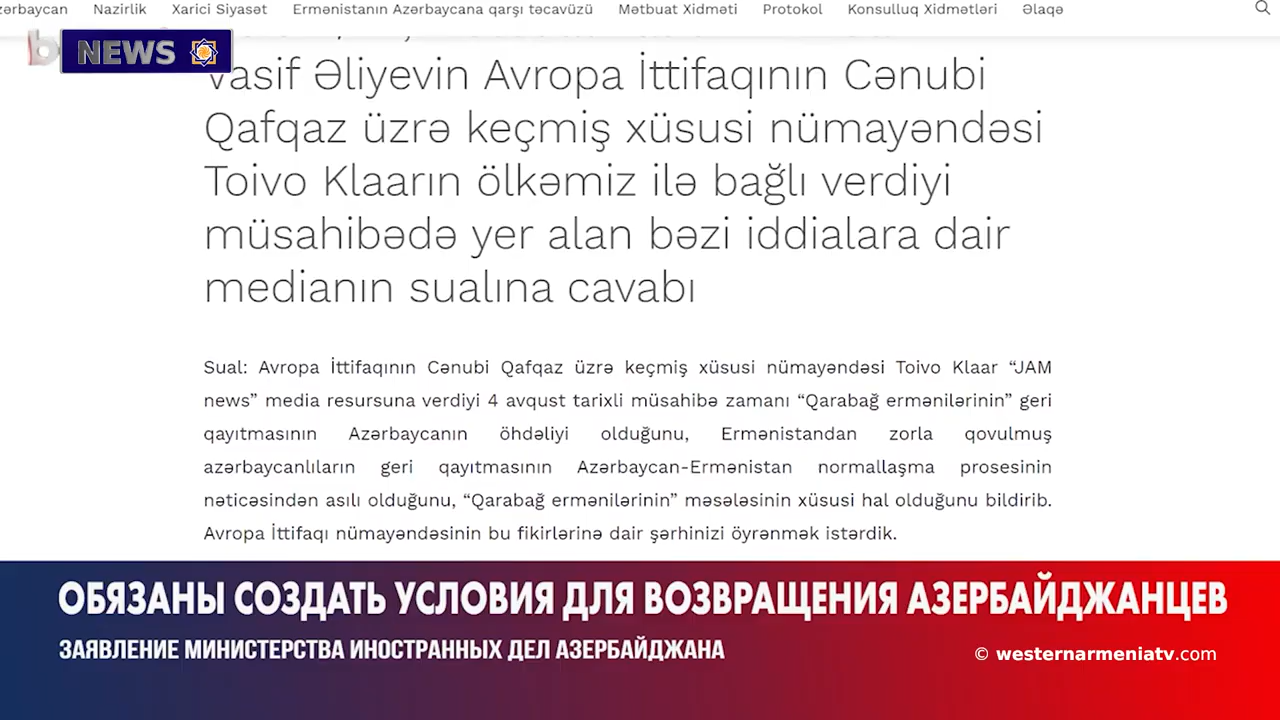 Nazirlik Xarici Siyasət Ermənistanın Azərbaycana qarşı təcavüzü Mətbuat Xidməti Protokol Konsulluq Xidmətləri Əlaqə
NEWS
Vasif Əliyevin Avropa İttifaqının Cənubi
Qafqaz üzrə keçmiş xüsusi nümayəndəsi
Toivo Klaarın ölkəmiz ilə bağlı verdiyi
müsahibədə yer alan bəzi iddialara dair
medianın sualına cavabı
Sual: Avropa İttifaqının Cənubi Qafqaz üzrə keçmiş xüsusi nümayəndəsi Toivo Klaar “JAM
news” media resursuna verdiyi 4 avqust tarixli müsahibə zamanı “Qarabağ ermənilərinin” geri
qayıtmasının Azərbaycanın öhdəliyi olduğunu, Ermənistandan zorla qovulmuş
azərbaycanlıların geri qayıtmasının Azərbaycan-Ermənistan normallaşma prosesinin
nəticəsindən asılı olduğunu, “Qarabağ ermənilərinin” məsələsinin xüsusi hal olduğunu bildirib.
Avropa İttifaqı nümayəndəsinin bu fikirlərinə dair şərhinizi öyrənmək istərdik.
ОБЯЗАНЫ СОЗДАТЬ УСЛОВИЯ ДЛЯ ВОЗВРАЩЕНИЯ АЗЕРБАЙДЖАНЦЕВ
ЗАЯВЛЕНИЕ МИНИСТЕРСТВА ИНОСТРАННЫХ ДЕЛ АЗЕРБАЙДЖАНА
© westernarmeniatv.com